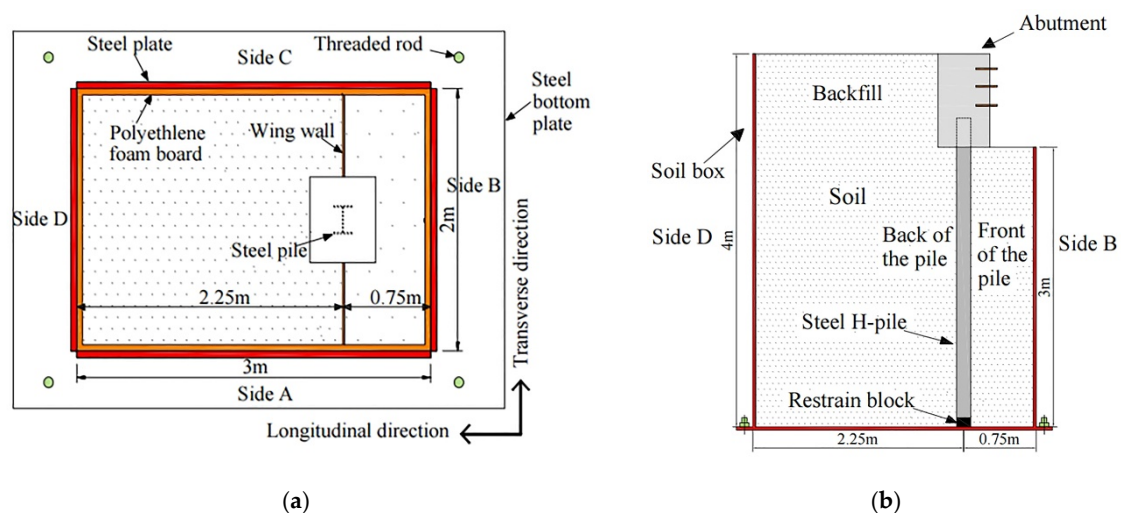 Steel plate
Side C
Threaded rod
Steel
bottom
plate
Polyethlene
foam board
Wing wall
Side B
Side D
Steel pile
2m
2.25m
0.75m
3m
Side A
Transverse direction
Longitudinal direction
(a)
Abutment
Backfill
Soil box
Soil
Side D
4m
Back of
the pile
Front
of the
pile
Side B
3m
Steel H-pile
Restrain block
2.25m
0.75m
(b)